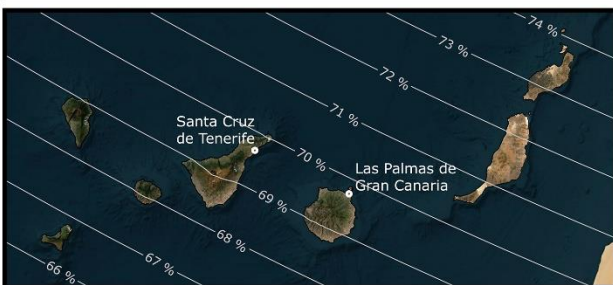 74 %
73 %
72 %
71 %
Santa Cruz
de Tenerife
70 %
Las Palmas de
Gran Canaria
69 %
68 %
67 %
66 %